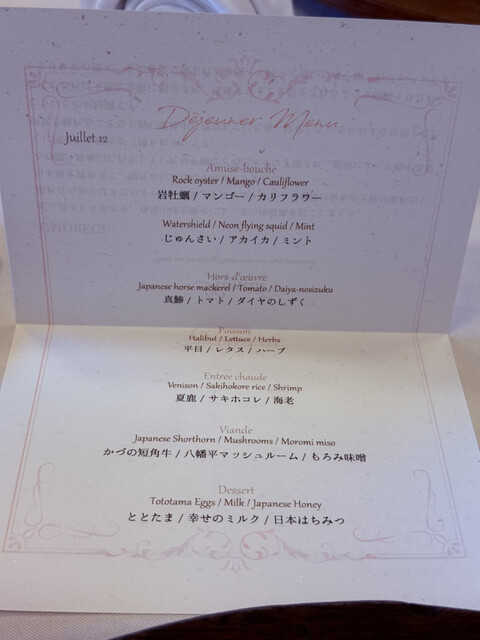 Déjeuner Menu
Juillet 12
Amuse-bouche
Rock oyster / Mango / Cauliflower
岩牡蠣 / マンゴー / カリフラワー
Watershield / Neon flying squid / Mint
じゅんさい / アカイカ / ミント
Hors-d'œuvre
Japanese horse mackerel / Tomato / Daiya-nosizuku
真鯵 / トマト / ダイヤのしずく
Poisson
Halibut / Lettuce / Herbs
平目 / レタス / ハーブ
Entrée chaude
Venison / Sakihokore rice / Shrimp
夏鹿 / サキホコレ / 海老
Viande
Japanese Shorthorn / Mushrooms / Moromi miso
かづの短角牛 / 八幡平マッシュルーム / もろみ味噌
Dessert
Tototama Eggs / Milk / Japanese Honey
ととたま / 幸せのミルク / 日本はちみつ